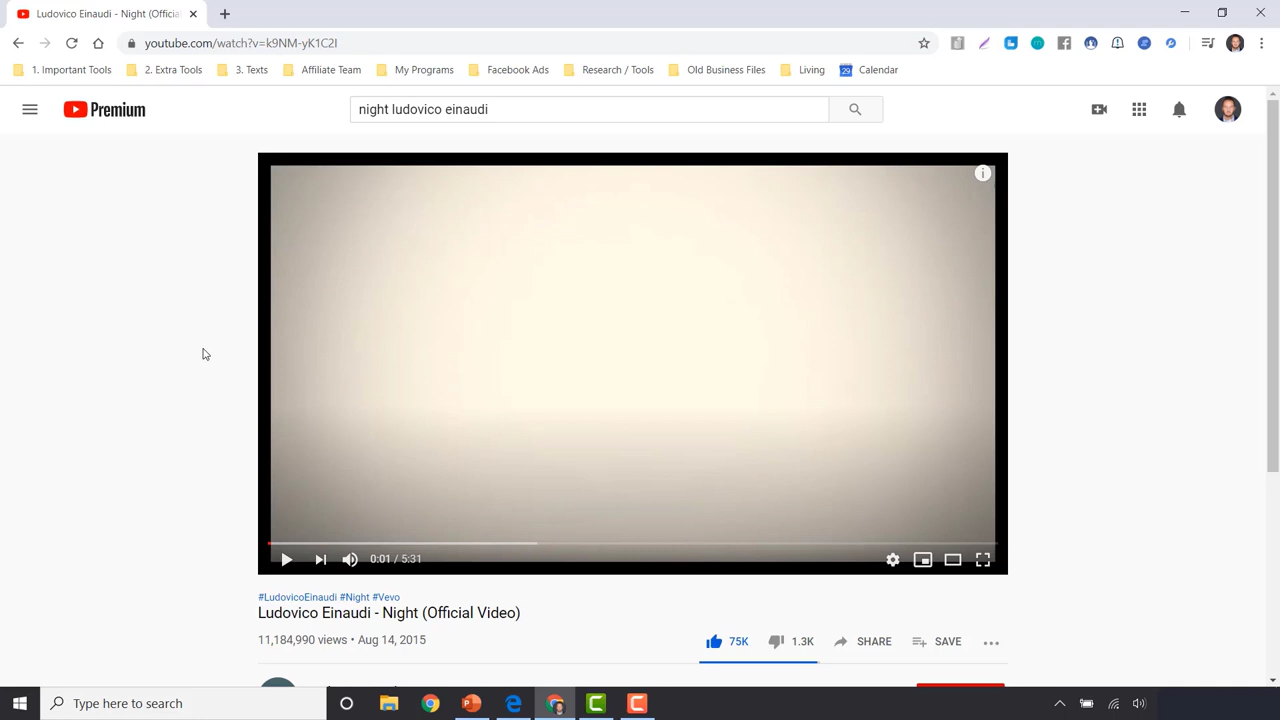 Ludovico Einaudi - Night (Officia
youtube.com/watch?v=k9NM-yK1C2I
1. Important Tools 2. Extra Tools 3. Texts Affiliate Team My Programs Facebook Ads Research / Tools Old Business Files Living 29 Calendar
Premium night ludovico einaudi
i
0:01 / 5:31
#LudovicoEinaudi #Night #Vevo
Ludovico Einaudi - Night (Official Video)
11,184,990 views • Aug 14, 2015 75K 1.3K SHARE SAVE
Type here to search